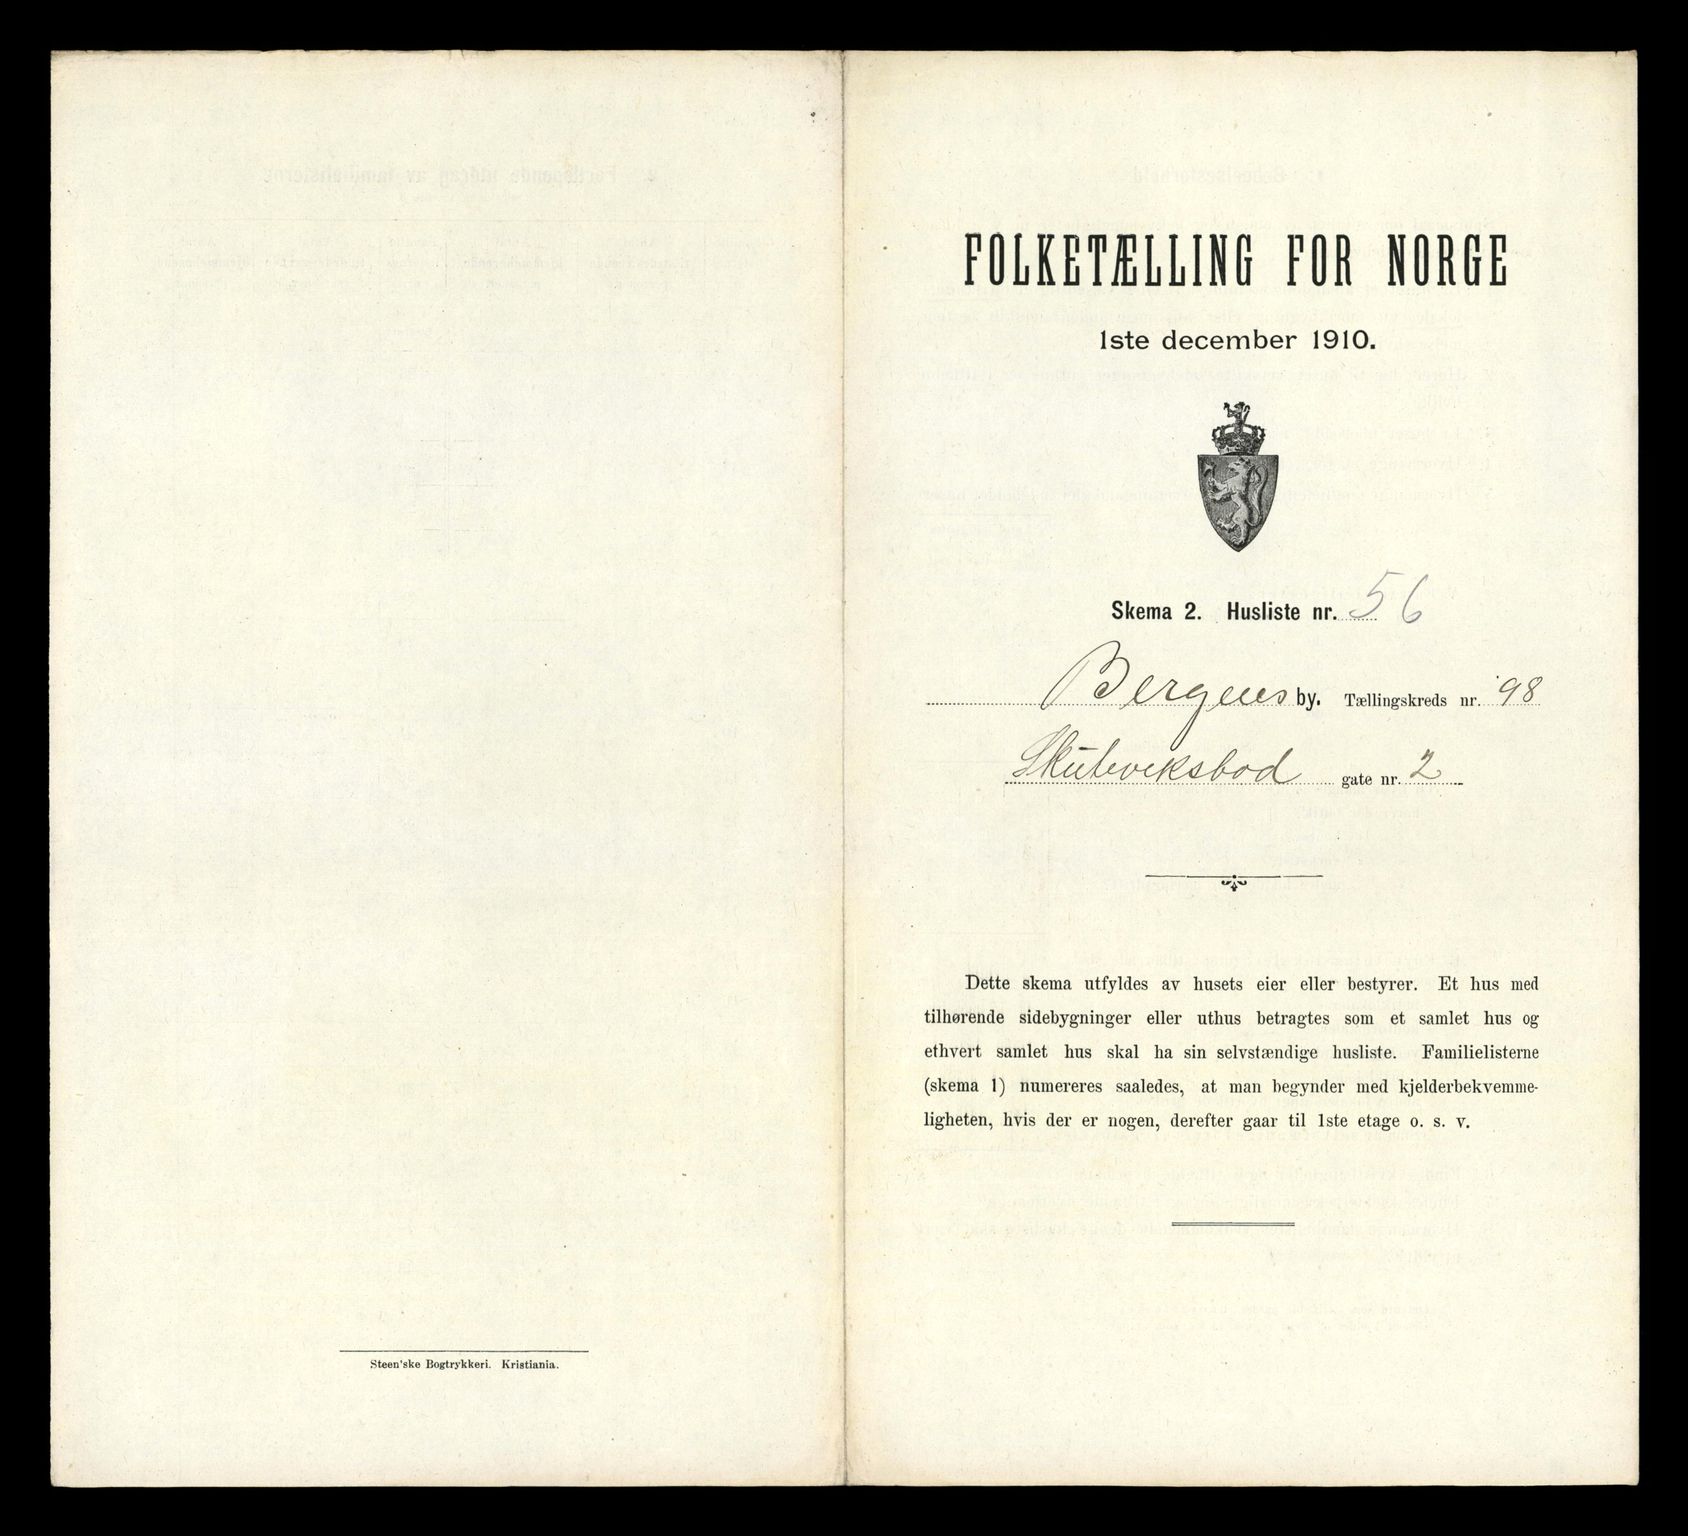 FOLKETÆLLING FOR NORGE
1ste december 1910.
Skema 2. Husliste nr. 56
Bergens by. Tællingskreds nr. 98
Skuteviksbod gate nr. 2
Dette skema utfyldes av husets eier eller bestyrer. Et hus med
tilhørende sidebygninger eller uthus betragtes som et samlet hus og
ethvert samlet hus skal ha sin selvstændige husliste. Familielisterne
(skema 1) numereres saaledes, at man begynder med kjelderbekvemme-
ligheten, hvis der er nogen, derefter gaar til 1ste etage o. s. v.
Steen'ske Bogtrykkeri. Kristiania.